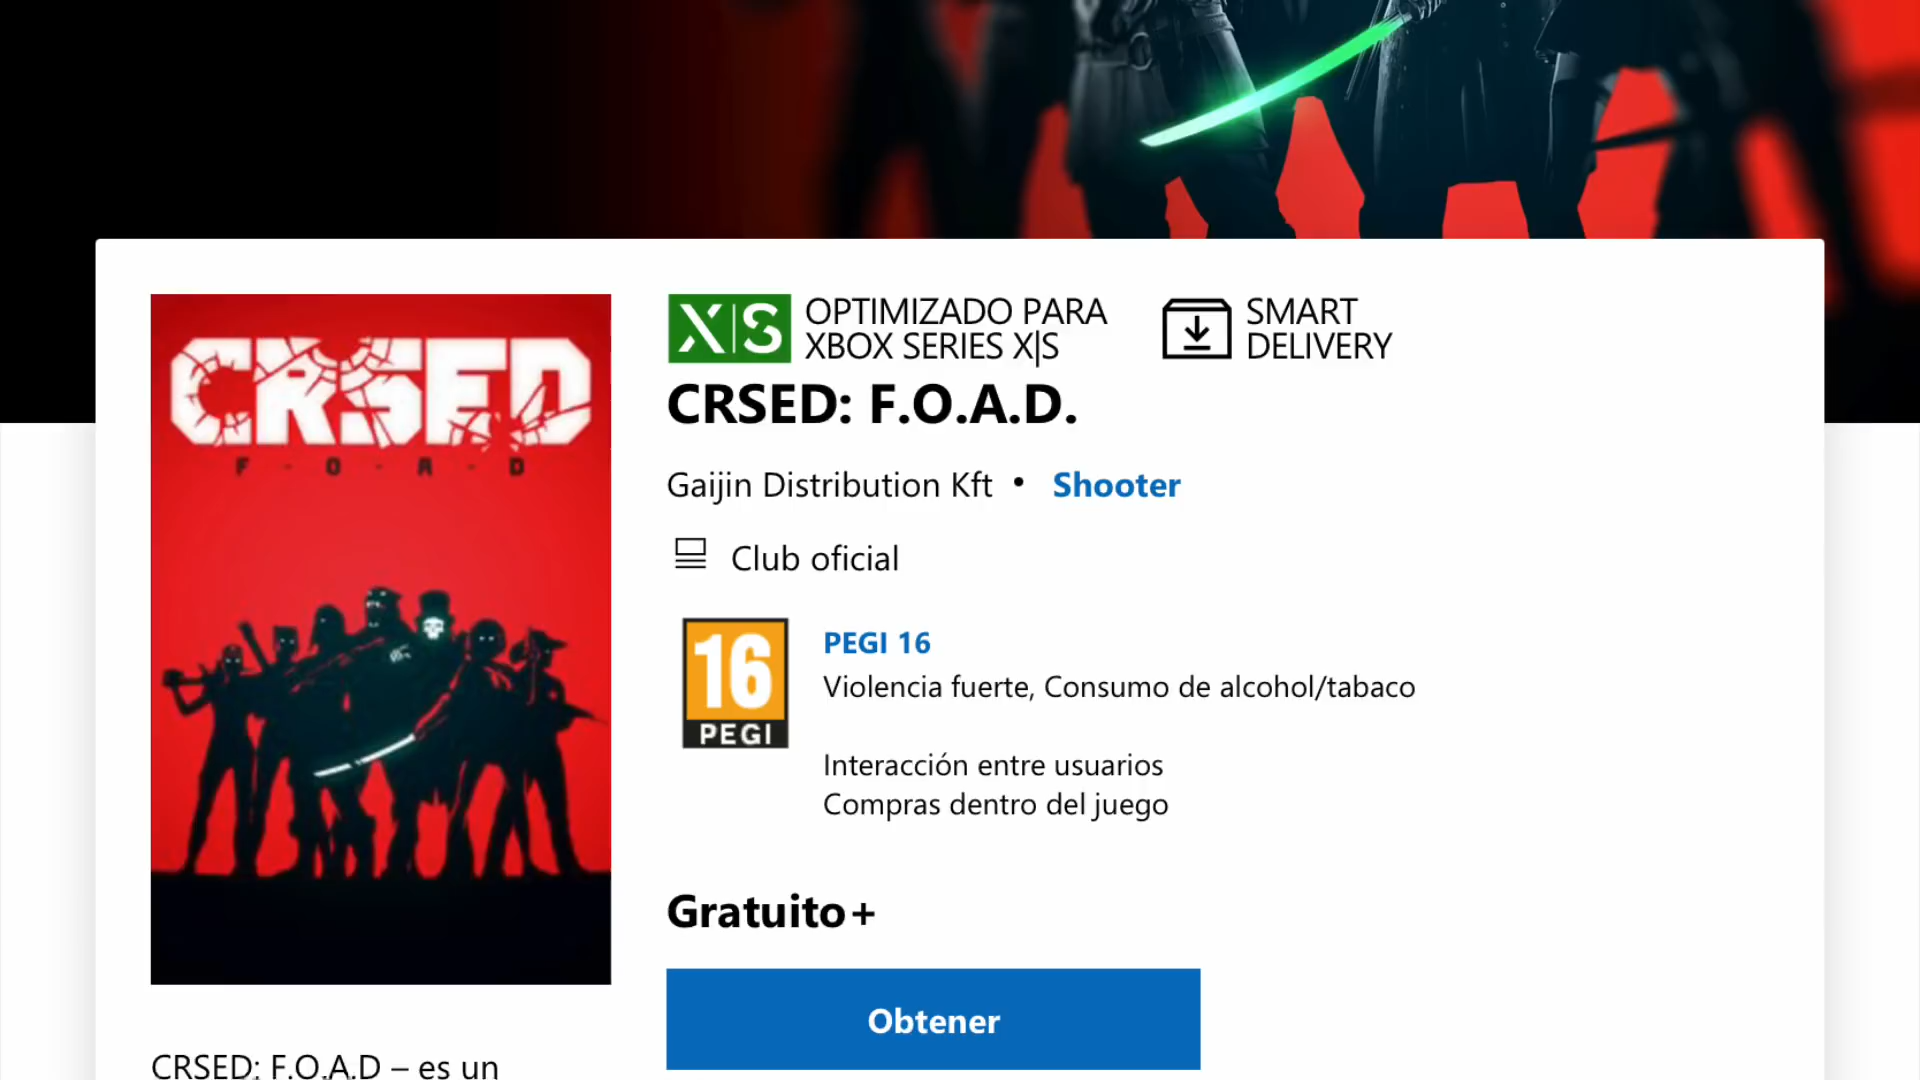 CRSED
F - O - A - D
X|S
OPTIMIZADO PARA
XBOX SERIES X|S
SMART
DELIVERY
CRSED: F.O.A.D.
Gaijin Distribution Kft • Shooter
Club oficial
16
PEGI
PEGI 16
Violencia fuerte, Consumo de alcohol/tabaco
Interacción entre usuarios
Compras dentro del juego
Gratuito+
Obtener
CRSED: F.O.A.D – es un